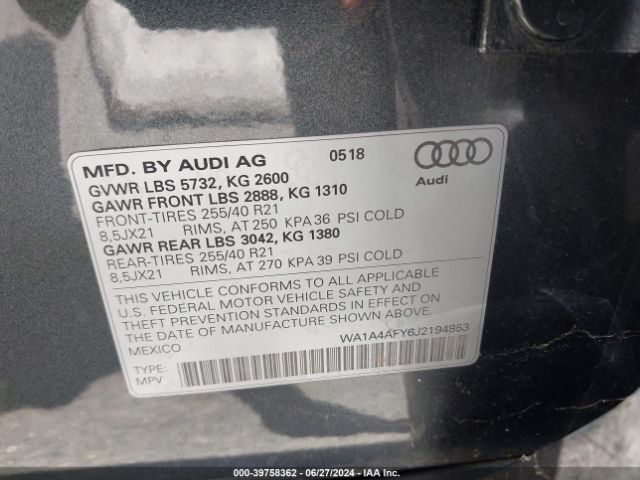 MFD. BY AUDI AG 0518
GVWR LBS 5732, KG 2600
GAWR FRONT LBS 2888, KG 1310
FRONT-TIRES 255/40 R21
8,5JX21 RIMS, AT 250 KPA 36 PSI COLD
GAWR REAR LBS 3042, KG 1380
REAR-TIRES 255/40 R21
8,5JX21 RIMS, AT 270 KPA 39 PSI COLD
Audi
THIS VEHICLE CONFORMS TO ALL APPLICABLE
U.S. FEDERAL MOTOR VEHICLE SAFETY AND
THEFT PREVENTION STANDARDS IN EFFECT ON
THE DATE OF MANUFACTURE SHOWN ABOVE.
MEXICO WA1A4AFY6J2194853
TYPE:
MPV
000-39758362 - 06/27/2024 - IAA Inc.